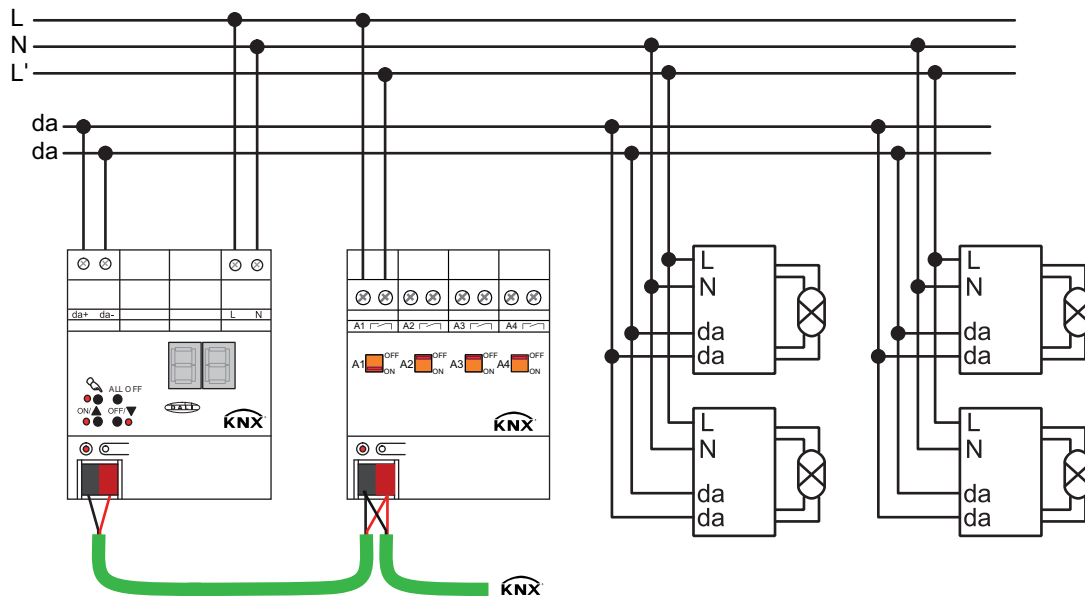 L
N
L'
da
da
da+ da- L N
ALL OFF
ON/▲ OFF/▼
DALI
KNX
A1 A2 A3 A4
A1 OFF ON A2 OFF ON A3 OFF ON A4 OFF ON
KNX
L
N
da
da
L
N
da
da
L
N
da
da
L
N
da
da
KNX